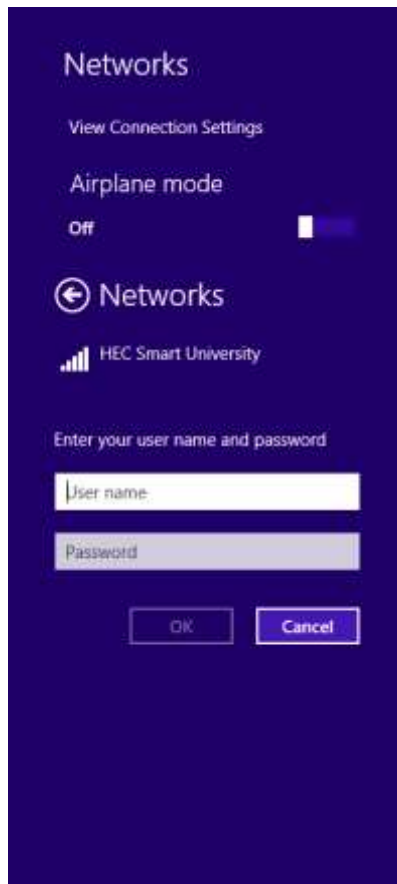 Networks
View Connection Settings
Airplane mode
Off
Networks
HEC Smart University
Enter your user name and password
User name
Password
OK
Cancel